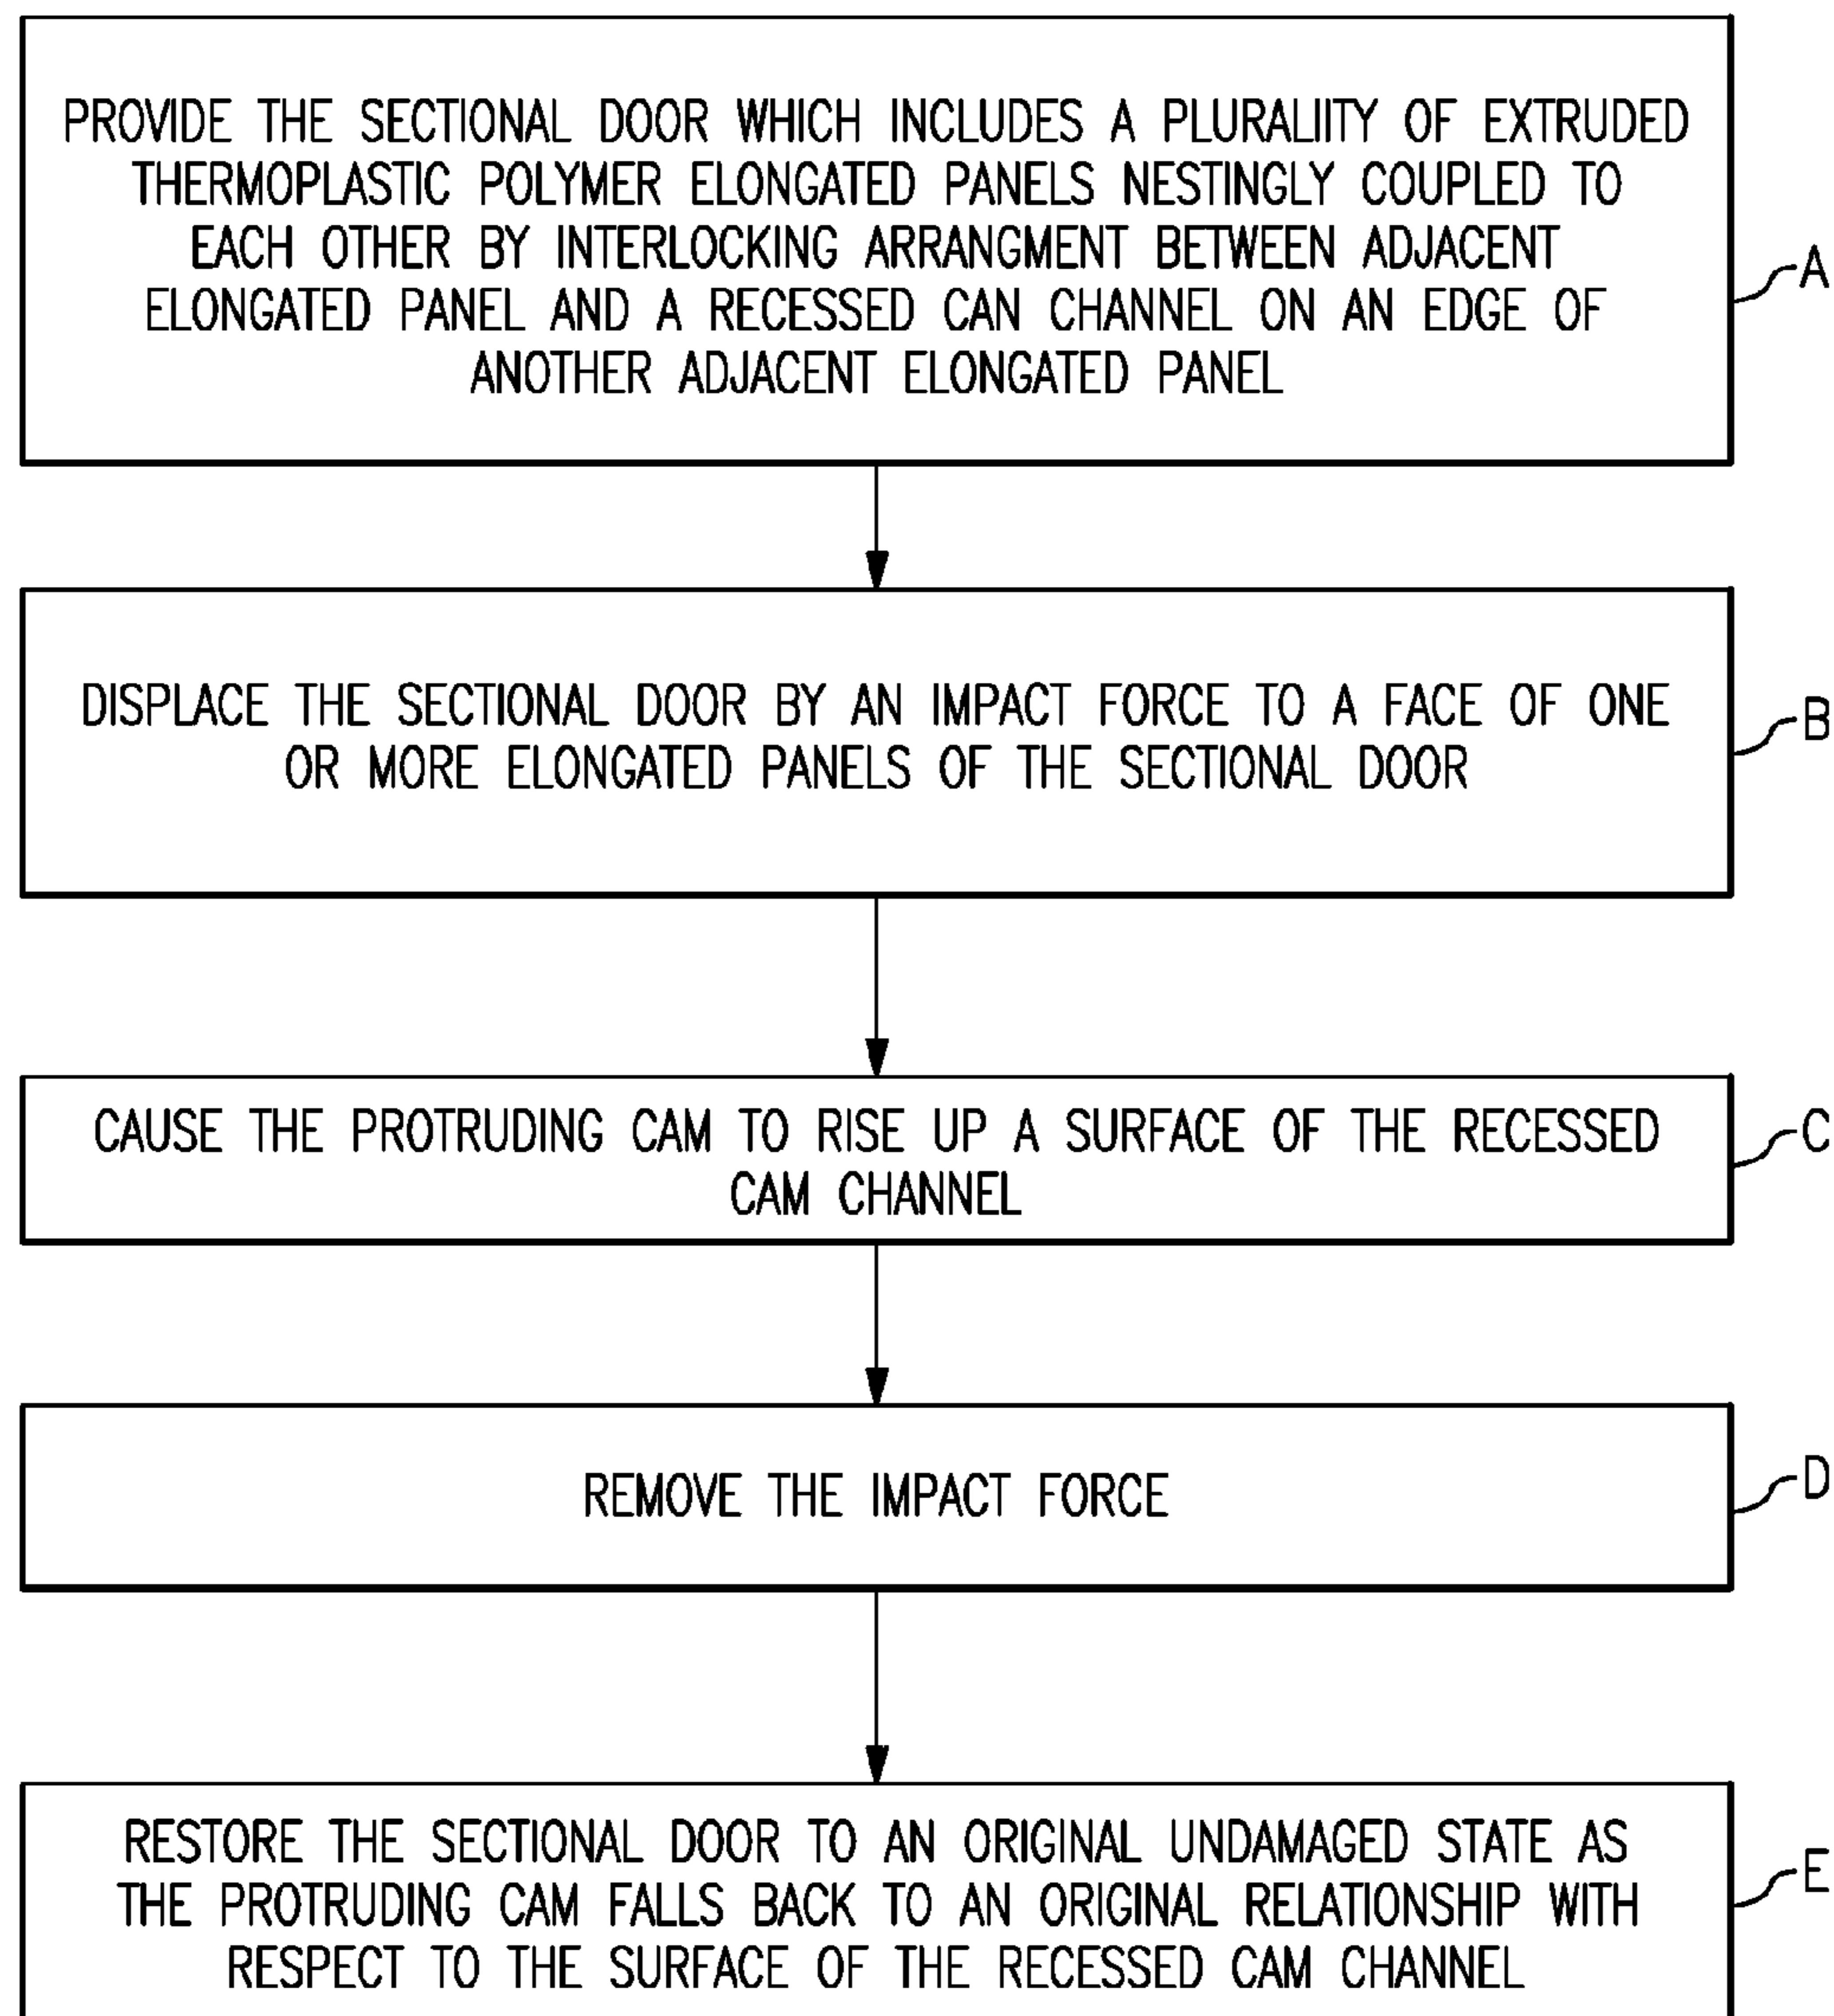 PROVIDE THE SECTIONAL DOOR WHICH INCLUDES A PLURALIITY OF EXTRUDED
THERMOPLASTIC POLYMER ELONGATED PANELS NESTINGLY COUPLED TO
EACH OTHER BY INTERLOCKING ARRANGMENT BETWEEN ADJACENT
ELONGATED PANEL AND A RECESSED CAN CHANNEL ON AN EDGE OF
ANOTHER ADJACENT ELONGATED PANEL
A
DISPLACE THE SECTIONAL DOOR BY AN IMPACT FORCE TO A FACE OF ONE
OR MORE ELONGATED PANELS OF THE SECTIONAL DOOR
B
CAUSE THE PROTRUDING CAM TO RISE UP A SURFACE OF THE RECESSED
CAM CHANNEL
C
REMOVE THE IMPACT FORCE
D
RESTORE THE SECTIONAL DOOR TO AN ORIGINAL UNDAMAGED STATE AS
THE PROTRUDING CAM FALLS BACK TO AN ORIGINAL RELATIONSHIP WITH
RESPECT TO THE SURFACE OF THE RECESSED CAM CHANNEL
E